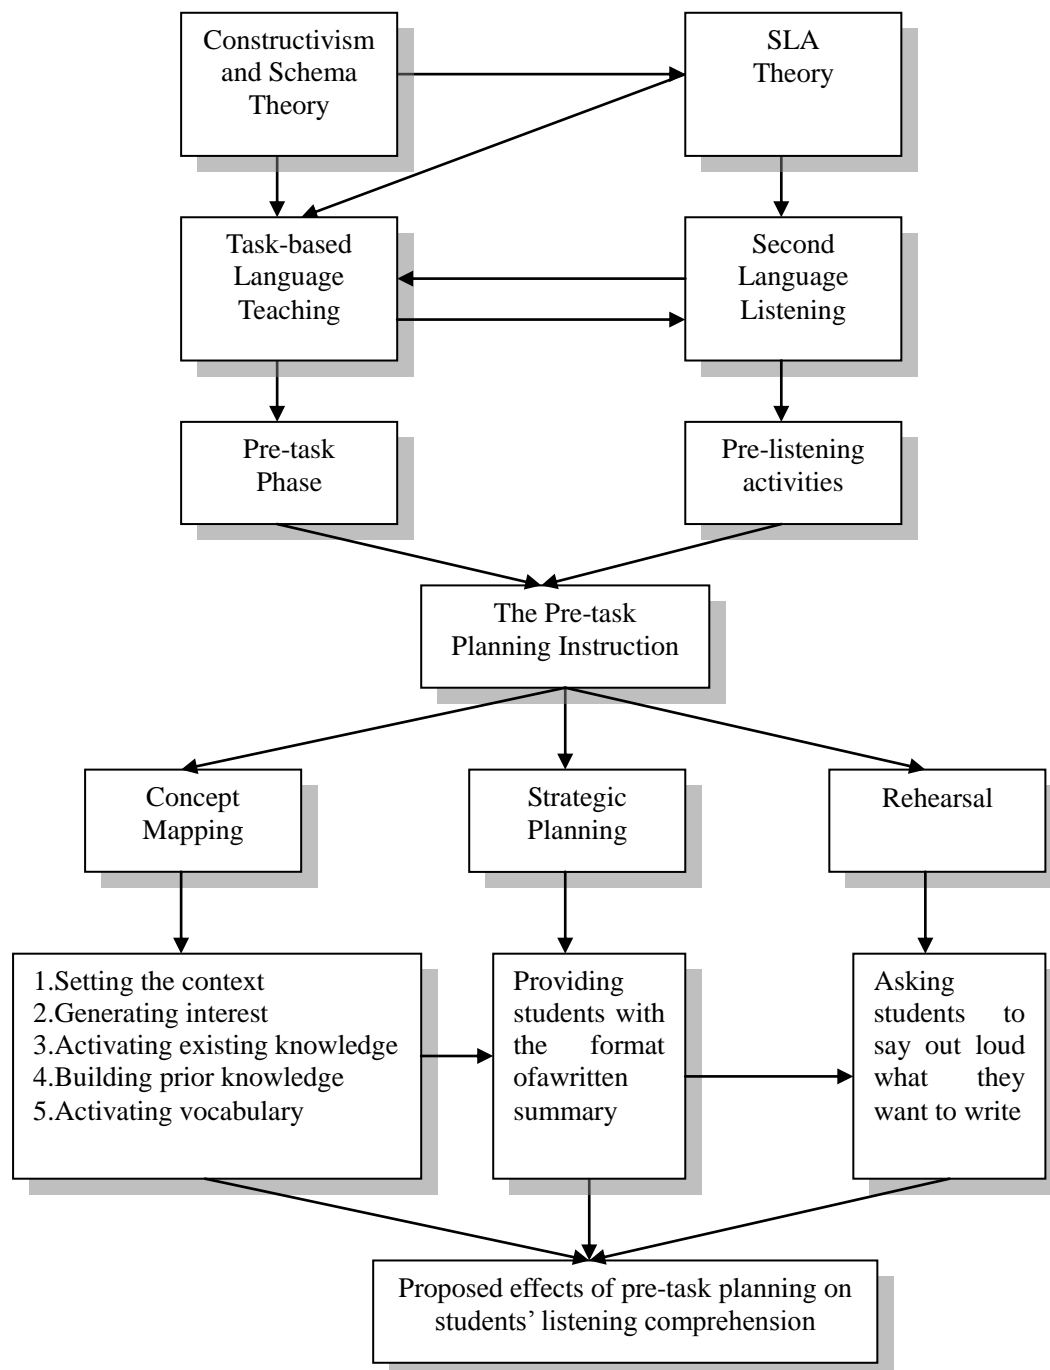 Constructivism
and Schema
Theory
SLA
Theory
Task-based
Language
Teaching
Second
Language
Listening
Pre-task
Phase
Pre-listening
activities
The Pre-task
Planning Instruction
Concept
Mapping
Strategic
Planning
Rehearsal
1.Setting the context
2.Generating interest
3.Activating existing knowledge
4.Building prior knowledge
5.Activating vocabulary
Providing
students with
the format
ofawritten
summary
Asking
students to
say out loud
what they
want to write
Proposed effects of pre-task planning on
students’ listening comprehension